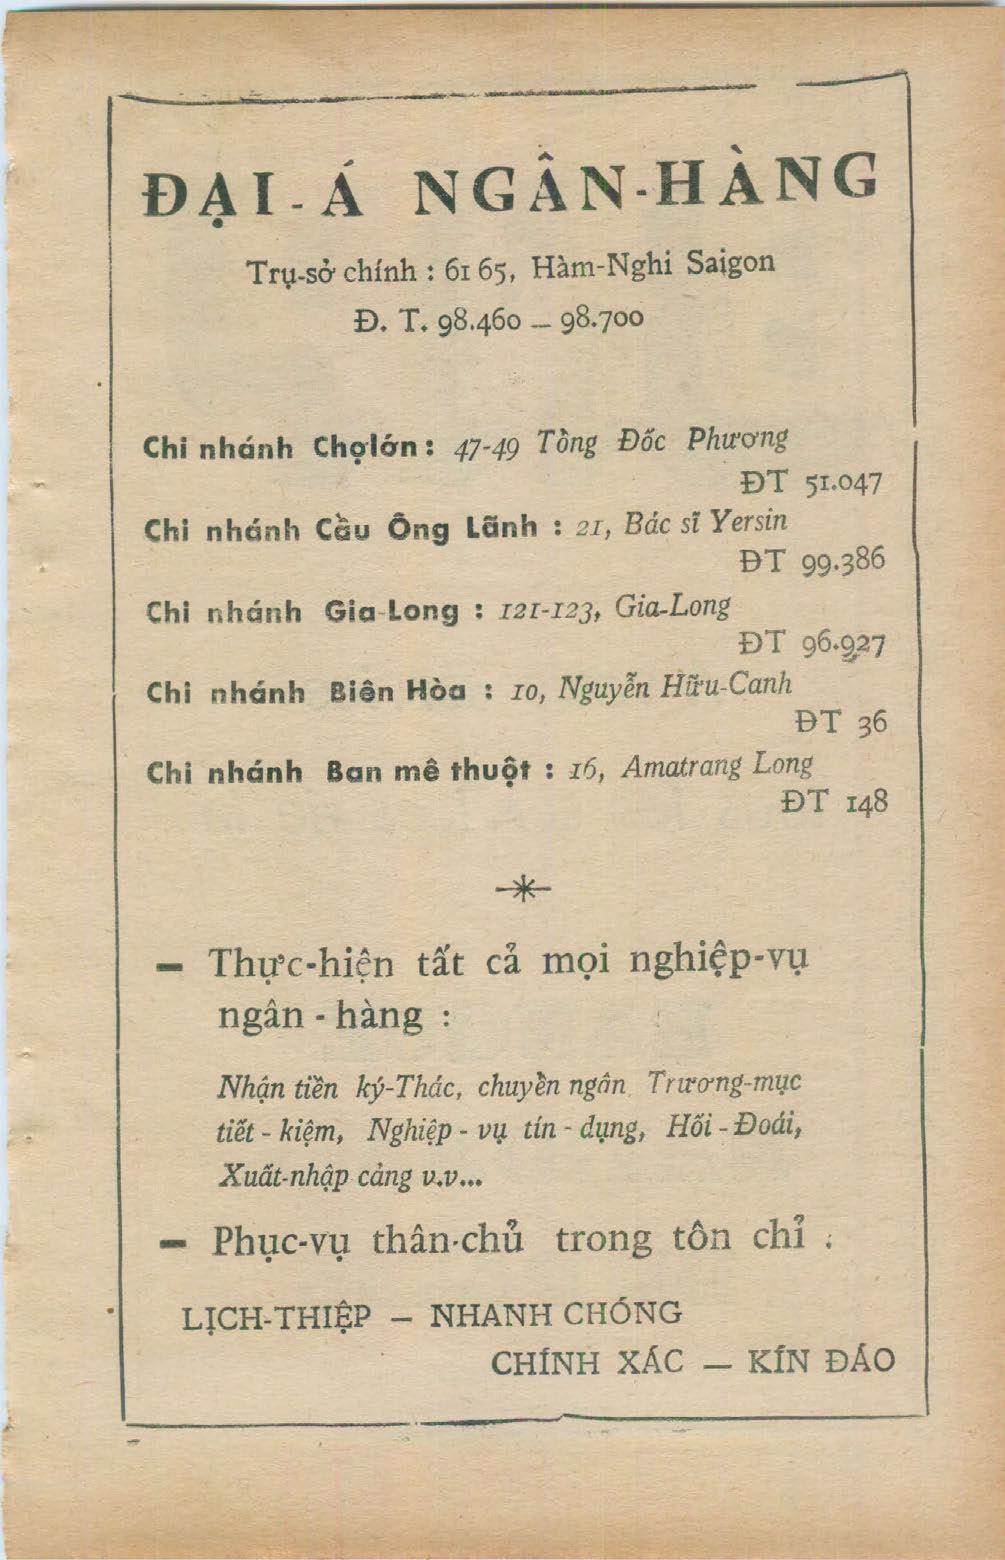 ĐẠI-Á NGÂN-HÀNG
Trụ-sở chính : 61 65, Hàm-Nghi Saigon
Đ. T. 98.460 — 98.700
Chi nhánh Chợlớn : 47-49 Tổng Đốc Phương
ĐT 51.047
Chi nhánh Cầu Ông Lãnh : 21, Bác sĩ Yersin
ĐT 99.386
Chi nhánh Gia-Long : 121-123, Gia-Long
ĐT 96.927
Chi nhánh Biên Hòa : 10, Nguyễn Hữu-Canh
ĐT 36
Chi nhánh Ban mê thuột : 16, Amatrang Long
ĐT 148
— Thực-hiện tất cả mọi nghiệp-vụ
ngân - hàng :
Nhận tiền ký-Thác, chuyển ngân Trương-mục
tiết - kiệm, Nghiệp - vụ tín - dụng, Hối - Đoái,
Xuất-nhập cảng v.v...
— Phục-vụ thân-chủ trong tôn chỉ :
LỊCH-THIỆP — NHANH CHÓNG
CHÍNH XÁC — KÍN ĐÁO